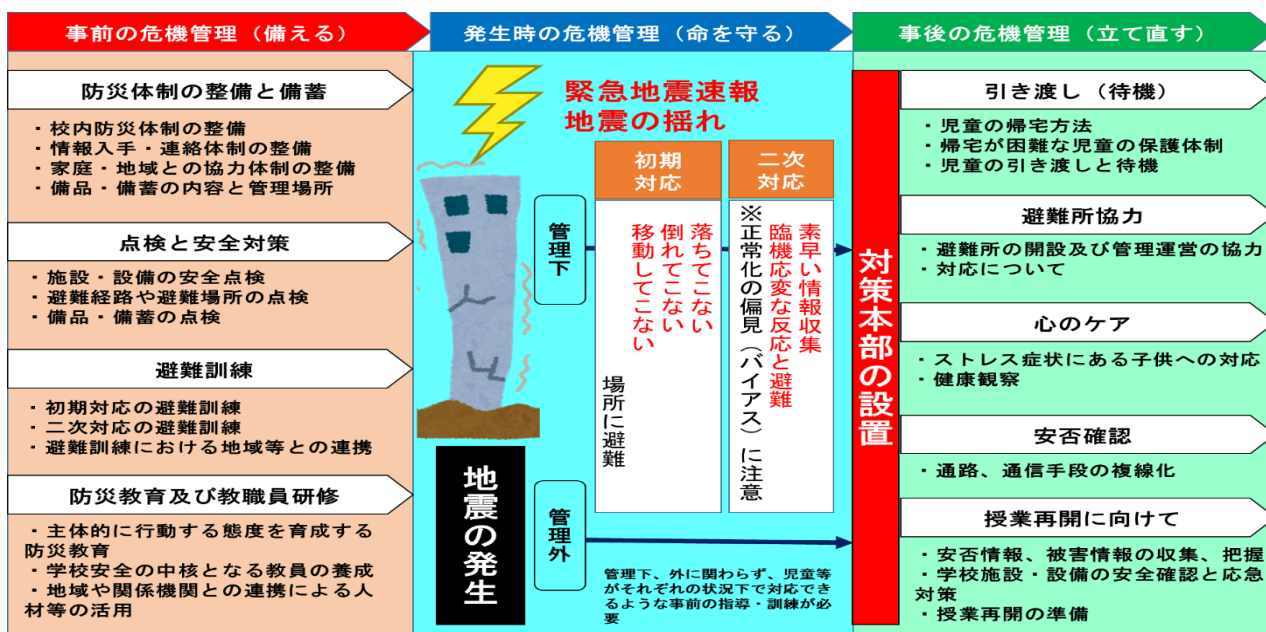 事前の危機管理（備える）
発生時の危機管理（命を守る）
事後の危機管理（立て直す）
防災体制の整備と備蓄
・校内防災体制の整備
・情報入手・連絡体制の整備
・家庭・地域との協力体制の整備
・備品・備蓄の内容と管理場所
点検と安全対策
・施設・設備の安全点検
・避難経路や避難場所の点検
・備品・備蓄の点検
避難訓練
・初期対応の避難訓練
・二次対応の避難訓練
・避難訓練における地域等との連携
防災教育及び教職員研修
・主体的に行動する態度を育成する
防災教育
・学校安全の中核となる教員の養成
・地域や関係機関との連携による人
材等の活用
緊急地震速報
地震の揺れ
地震の発生
管理下
管理外
初期
対応
落ちてこない
倒れてこない
移動してこない
場所に避難
二次
対応
素早い情報収集
臨機応変な反応と避難
※正常化の偏見（バイアス）に注意
管理下、外に関わらず、児童等
がそれぞれの状況下で対応でき
るような事前の指導・訓練が必
要
対策本部の設置
引き渡し（待機）
・児童の帰宅方法
・帰宅が困難な児童の保護体制
・児童の引き渡しと待機
避難所協力
・避難所の開設及び管理運営の協力
・対応について
心のケア
・ストレス症状にある子供への対応
・健康観察
安否確認
・通路、通信手段の複線化
授業再開に向けて
・安否情報、被害情報の収集、把握
・学校施設・設備の安全確認と応急
対策
・授業再開の準備